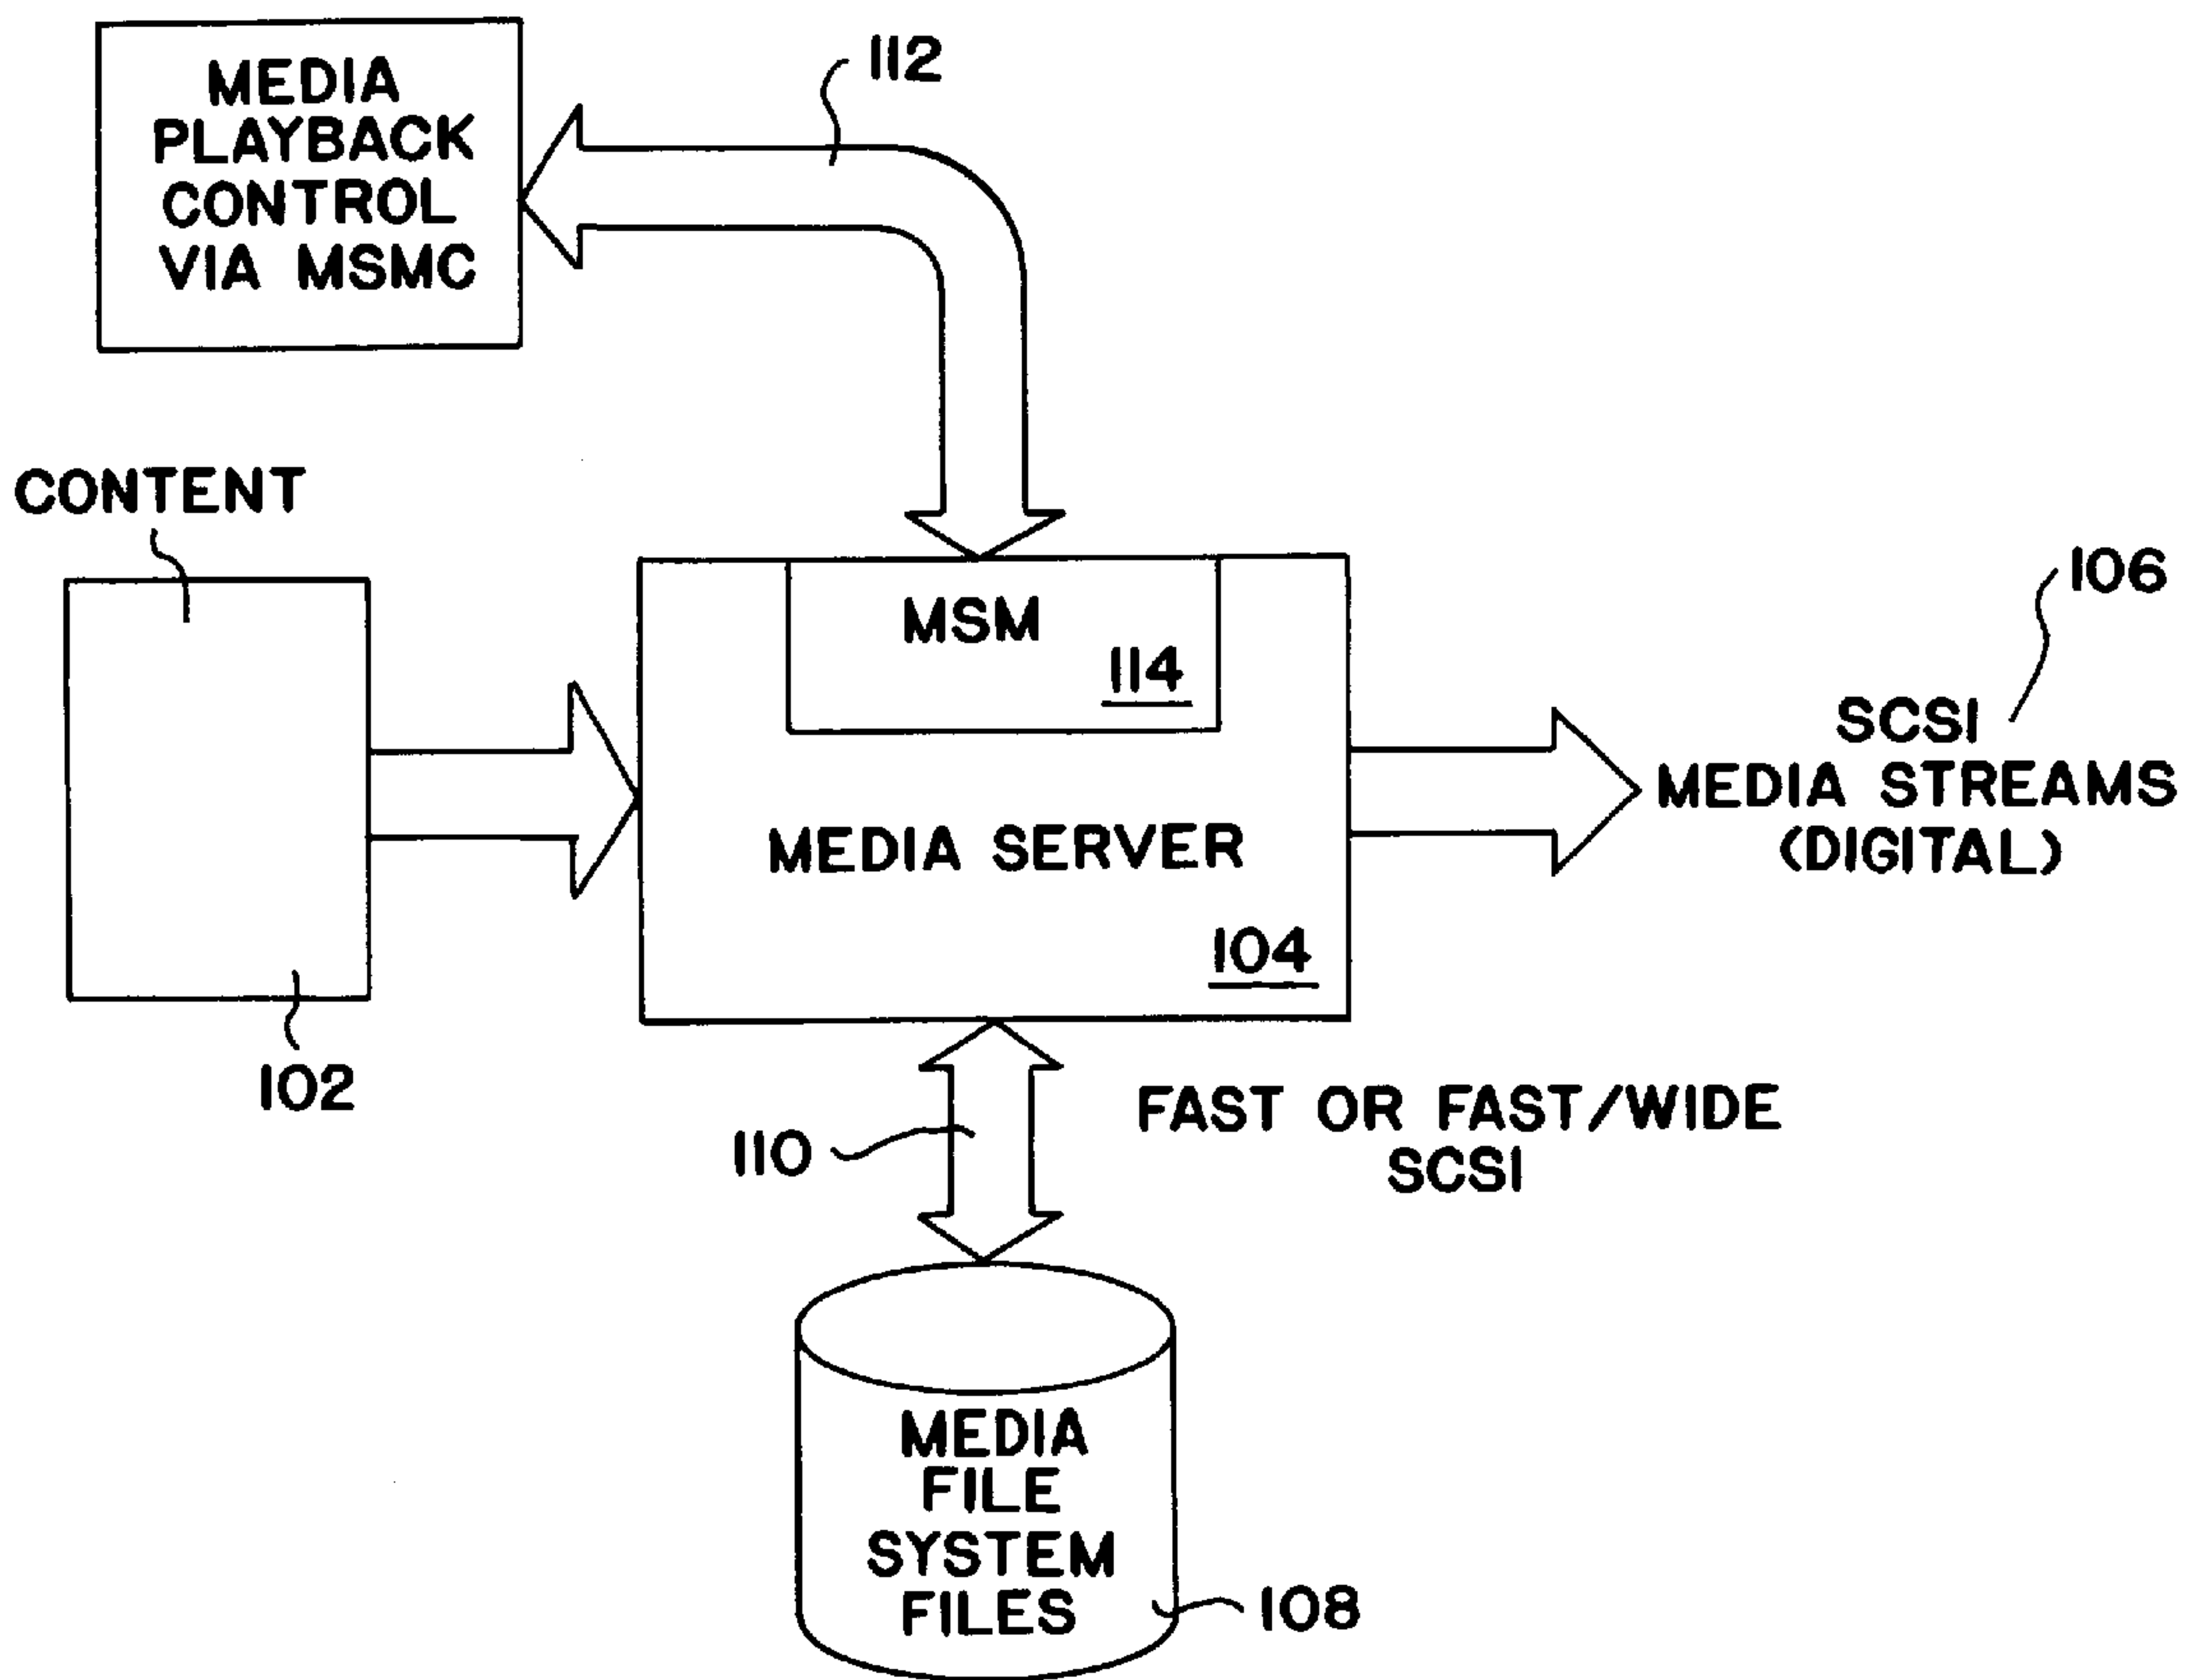 MEDIA
PLAYBACK
CONTROL
VIA MSMC
112
CONTENT
102
MSM
114
MEDIA SERVER
104
106
SCSI
MEDIA STREAMS
(DIGITAL)
110
FAST OR FAST/WIDE
SCSI
MEDIA
FILE
SYSTEM
FILES
108